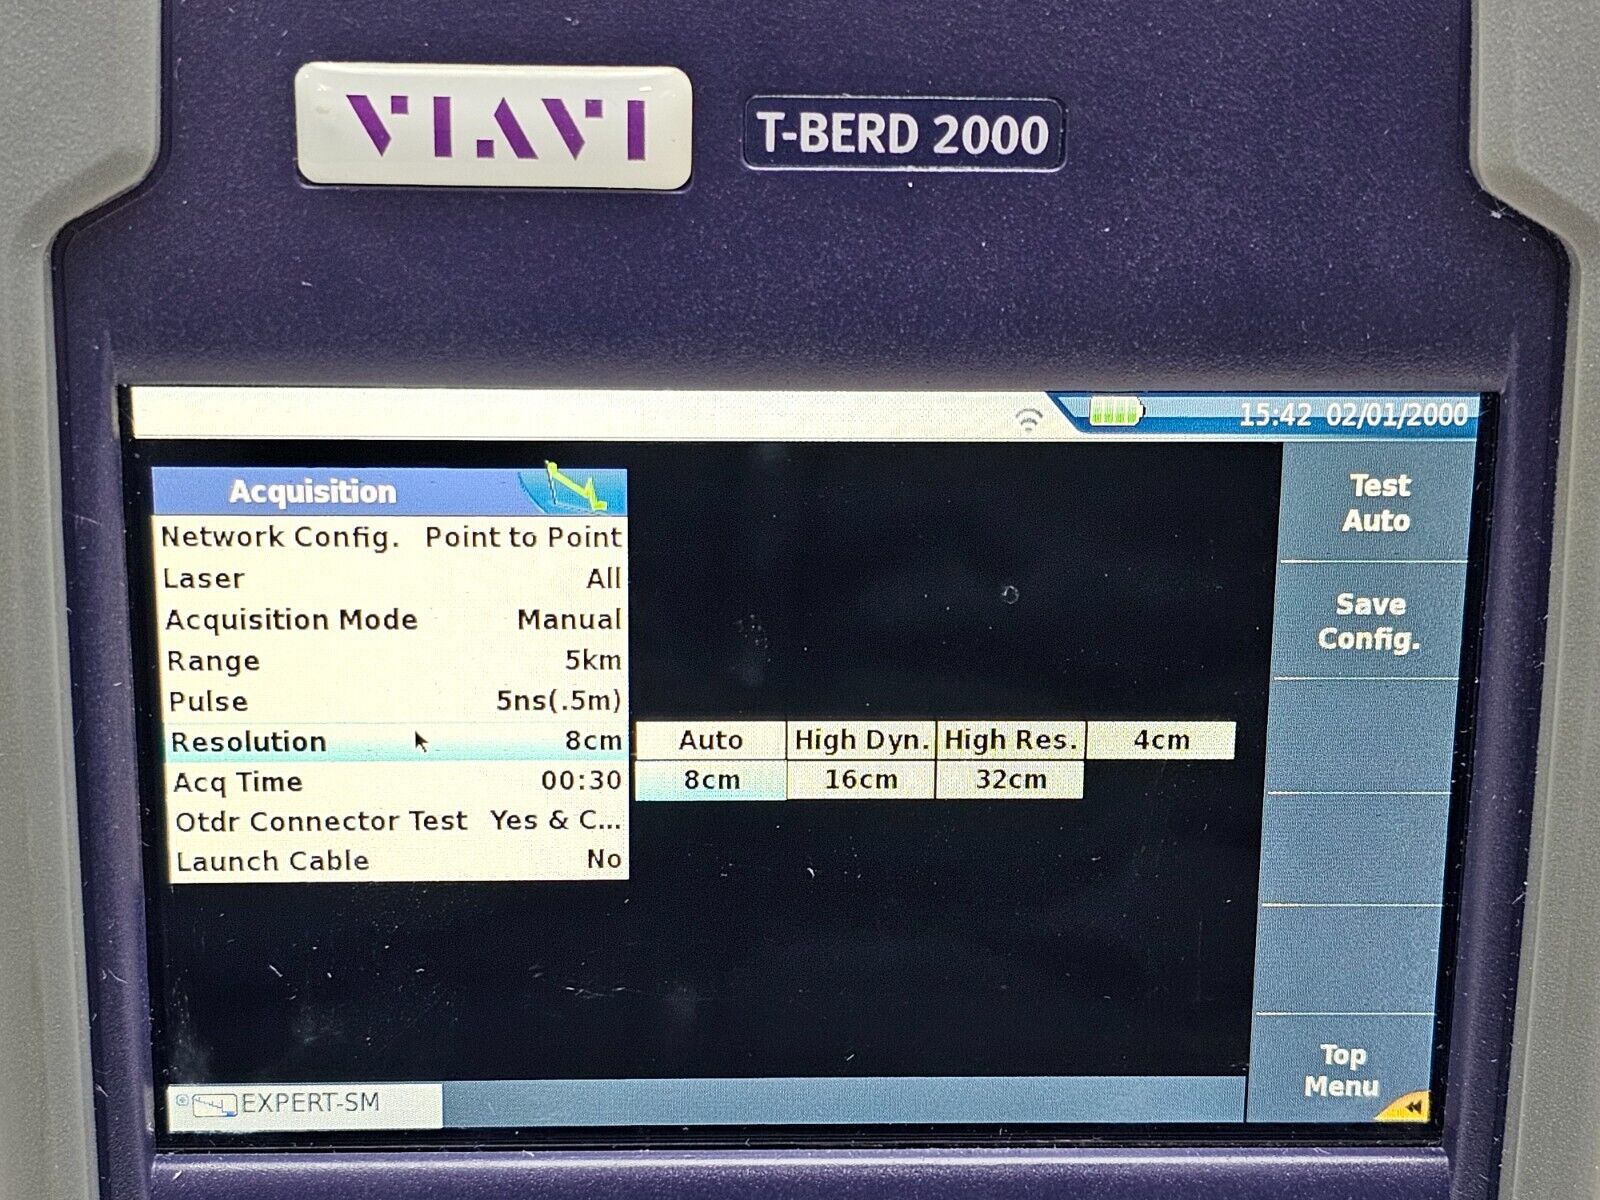 VIAVI
T-BERD 2000
15:42 02/01/2000
Acquisition
Network Config. Point to Point
Laser All
Acquisition Mode Manual
Range 5km
Pulse 5ns(.5m)
Resolution 8cm
Auto High Dyn. High Res. 4cm
8cm 16cm 32cm
Acq Time 00:30
Otdr Connector Test Yes & C...
Launch Cable No
Test
Auto
Save
Config.
Top
Menu
EXPERT-SM